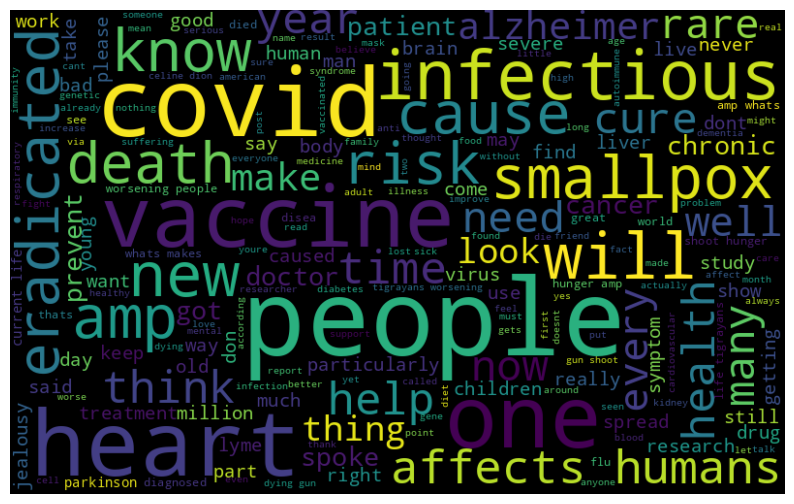 work
someone
name result
year
patient
alzheimer
rare
real
take
please
know
good
died
mean
serious
mask
believe
human
brain
severe
syndrome
little
age
live
never
immunity
bad
genetic
already
nothing
celine dion
american
man
sure
going
autoimmune
cant
covid
infectious
eradicated
see
increase
via
suffering
vaccinated
post
high
cause
cure
amp whats
dont
might
dementia
death
everyone
say
body
family
anti
thought
food
long
may
find
liver
chronic
without
two
medicine
risk
smallpox
respiratory
fight
worsening people
make
mind
adult
illness
come
improve
prevent
young
vaccine
hope
disea
read
need
cancer
great
world
problem
well
whats makes
youre
lost sick
found
die
friend
fact
made
shoot hunger
care
want
new
doctor
caused
time
look
will
study
current life
thats
healthy
researcher
diabetes
tigrayans worsening
virus
hunger amp
affect
month
show
amp
got
love
mental
according
people
use
yes
feel
must
gets
first
doesnt
put
actually
always
every
symptom
health
many
getting
cardiovascular
life tigrayans
day
keep
dying
way
don
support
now
gun shoot
particularly
said
worse
think
old
report
infection
better
yet
called
help
children
really
around
kidney
seen
jealousy
treatment
million
much
gene
diet
thing
one
spread
blood
still
drug
let
talk
heart
lyme
thank
point
spoke
flu
research
anyone
cell
parkinson
diagnosed
even
part
dying gun
right
affects
humans